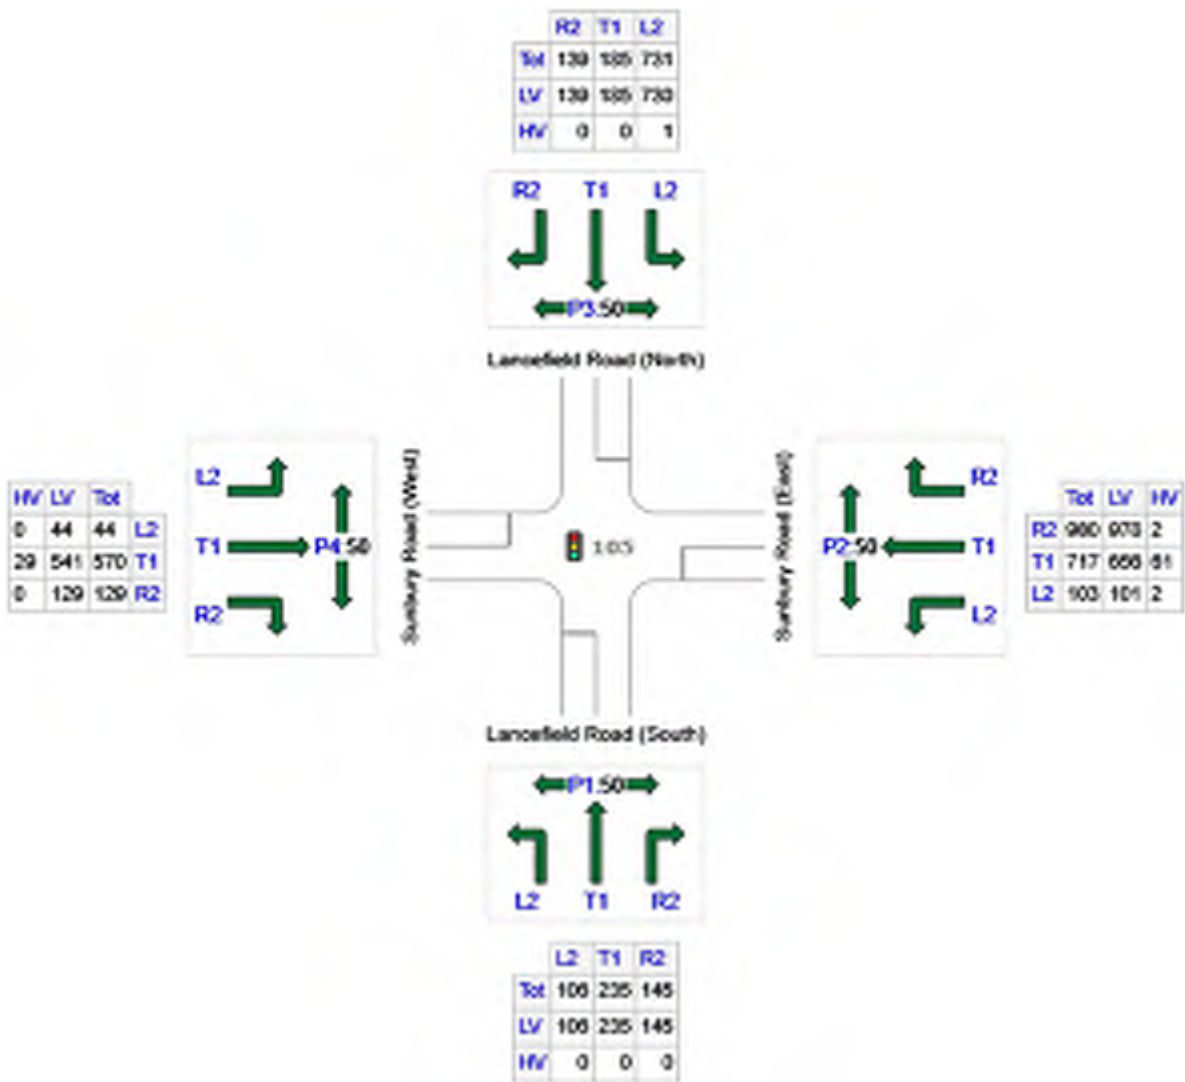 R2 T1 L2
Tot 139 185 731
LV 139 185 730
HV 0 0 1
R2 T1 L2
P3:50
Lancefield Road (North)
HV LV Tot
0 44 44 L2
29 541 570 T1
0 129 129 R2
L2
T1
R2
P4:50
Sunbury Road (West)
105
Sunbury Road (East)
P2:50
R2
T1
L2
Tot LV HV
R2 980 978 2
T1 717 656 61
L2 103 101 2
Lancefield Road (South)
P1:50
L2 T1 R2
L2 T1 R2
Tot 106 235 145
LV 106 235 145
HV 0 0 0